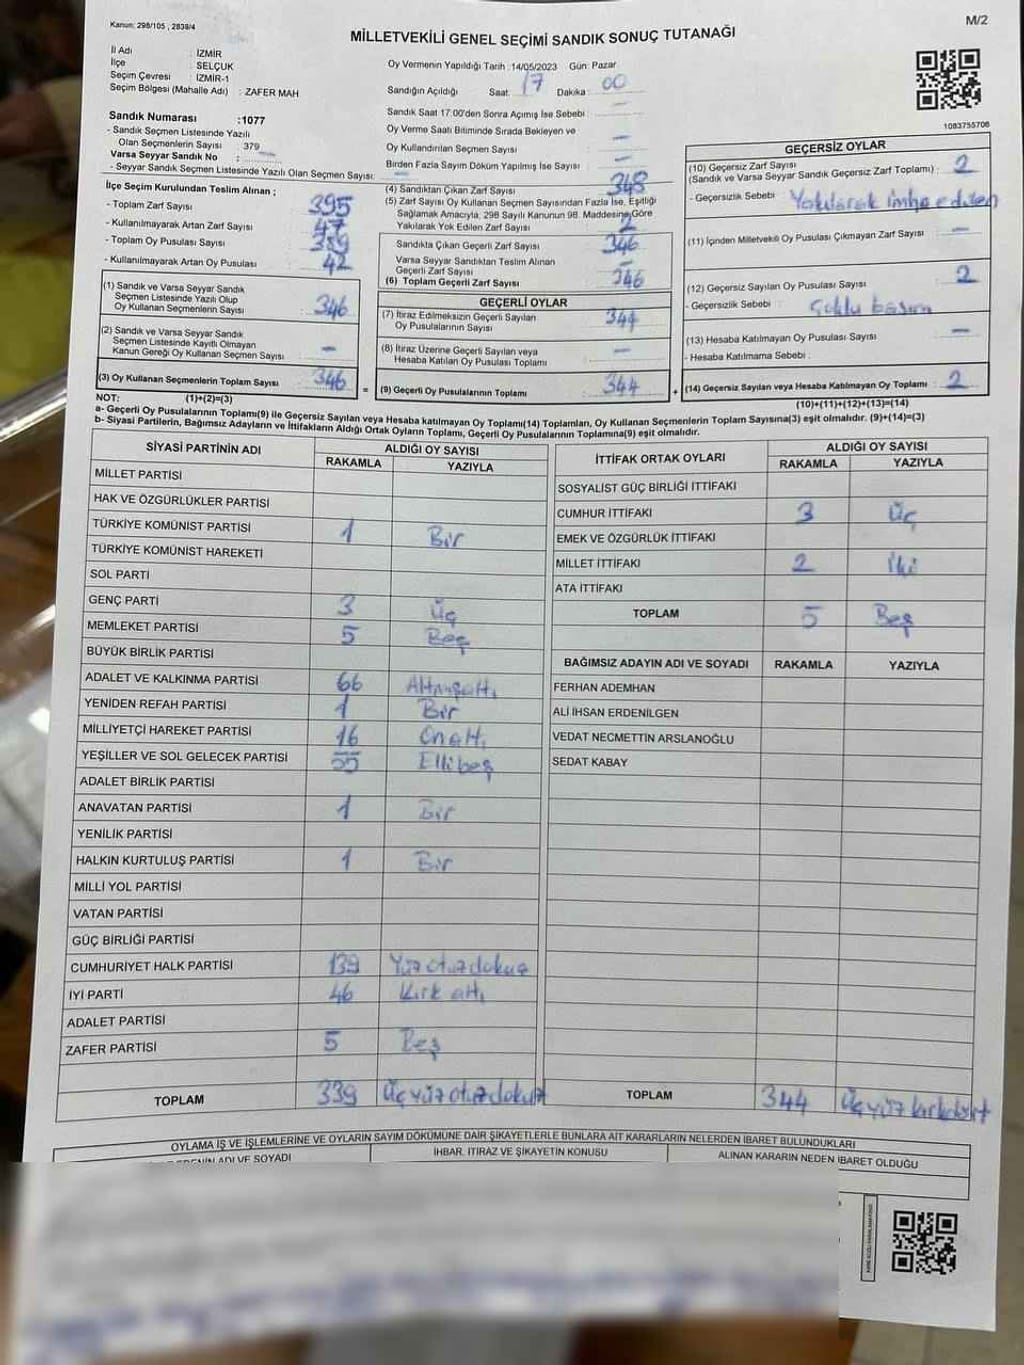 Kanun: 298/105 , 2839/4
M/2
MİLLETVEKİLİ GENEL SEÇİMİ SANDIK SONUÇ TUTANAĞI
İl Adı : İZMİR
İlçe : SELÇUK
Seçim Çevresi : İZMİR-1
Seçim Bölgesi (Mahalle Adı) : ZAFER MAH
Sandık Numarası :1077
- Sandık Seçmen Listesinde Yazılı
Olan Seçmenlerin Sayısı : 379
Varsa Seyyar Sandık No :
- Seyyar Sandık Seçmen Listesinde Yazılı Olan Seçmen Sayısı: —
Oy Vermenin Yapıldığı Tarih :14/05/2023 Gün: Pazar
Sandığın Açıldığı Saat: 17 Dakika: 00
Sandık Saat 17:00'den Sonra Açımış İse Sebebi : —
Oy Verme Saati Bitiminde Sırada Bekleyen ve
Oy Kullandırılan Seçmen Sayısı : —
Birden Fazla Sayım Döküm Yapılmış İse Sayısı : —
1083755706
İlçe Seçim Kurulundan Teslim Alınan ;
- Toplam Zarf Sayısı : 395
- Kullanılmayarak Artan Zarf Sayısı : 47
- Toplam Oy Pusulası Sayısı : 389
- Kullanılmayarak Artan Oy Pusulası : 42
(1) Sandık ve Varsa Seyyar Sandık
Seçmen Listesinde Yazılı Olup
Oy Kullanan Seçmenlerin Sayısı : 346
(2) Sandık ve Varsa Seyyar Sandık
Seçmen Listesinde Kayıtlı Olmayan
Kanun Gereği Oy Kullanan Seçmen Sayısı : —
(3) Oy Kullanan Seçmenlerin Toplam Sayısı : 346
(1)+(2)=(3)
(4) Sandıktan Çıkan Zarf Sayısı : 348
(5) Zarf Sayısı Oy Kullanan Seçmen Sayısından Fazla İse, Eşitliği
Sağlamak Amacıyla, 298 Sayılı Kanunun 98. Maddesine Göre
Yakılarak Yok Edilen Zarf Sayısı : 2
Sandıkta Çıkan Geçerli Zarf Sayısı : 346
Varsa Seyyar Sandıktan Teslim Alınan
Geçerli Zarf Sayısı : —
(6) Toplam Geçerli Zarf Sayısı : 346
GEÇERLİ OYLAR
(7) İtiraz Edilmeksizin Geçerli Sayılan
Oy Pusulalarının Sayısı : 344
(8) İtiraz Üzerine Geçerli Sayılan veya
Hesaba Katılan Oy Pusulası Toplamı : —
= (9) Geçerli Oy Pusulalarının Toplamı : 344
GEÇERSİZ OYLAR
(10) Geçersiz Zarf Sayısı
(Sandık ve Varsa Seyyar Sandık Geçersiz Zarf Toplamı) : 2
- Geçersizlik Sebebi : Yakılarak imha edilen
(11) İçinden Milletvekili Oy Pusulası Çıkmayan Zarf Sayısı : —
(12) Geçersiz Sayılan Oy Pusulası Sayısı : 2
- Geçersizlik Sebebi : Çoklu basım
(13) Hesaba Katılmayan Oy Pusulası Sayısı : —
- Hesaba Katılmama Sebebi :
+ (14) Geçersiz Sayılan veya Hesaba Katılmayan Oy Toplamı : 2
(10)+(11)+(12)+(13)=(14)
NOT:
a- Geçerli Oy Pusulalarının Toplamı(9) ile Geçersiz Sayılan veya Hesaba katılmayan Oy Toplamı(14) Toplamları, Oy Kullanan Seçmenlerin Toplam Sayısına(3) eşit olmalıdır. (9)+(14)=(3)
b- Siyasi Partilerin, Bağımsız Adayların ve İttifakların Aldığı Ortak Oyların Toplamı, Geçerli Oy Pusulalarının Toplamına(9) eşit olmalıdır.
SİYASİ PARTİNİN ADI ALDIĞI OY SAYISI
RAKAMLA YAZIYLA
MİLLET PARTİSİ
HAK VE ÖZGÜRLÜKLER PARTİSİ
TÜRKİYE KOMÜNİST PARTİSİ 1 Bir
TÜRKİYE KOMÜNİST HAREKETİ
SOL PARTİ
GENÇ PARTİ 3 Üç
MEMLEKET PARTİSİ 5 Beş
BÜYÜK BİRLİK PARTİSİ
ADALET VE KALKINMA PARTİSİ 66 Altmışaltı
YENİDEN REFAH PARTİSİ 1 Bir
MİLLİYETÇİ HAREKET PARTİSİ 16 Onaltı
YEŞİLLER VE SOL GELECEK PARTİSİ 55 Ellibeş
ADALET BİRLİK PARTİSİ
ANAVATAN PARTİSİ 1 Bir
YENİLİK PARTİSİ
HALKIN KURTULUŞ PARTİSİ 1 Bir
MİLLİ YOL PARTİSİ
VATAN PARTİSİ
GÜÇ BİRLİĞİ PARTİSİ
CUMHURİYET HALK PARTİSİ 139 Yüz otuz dokuz
İYİ PARTİ 46 Kırk altı
ADALET PARTİSİ
ZAFER PARTİSİ 5 Beş
TOPLAM 339 Üçyüz otuz dokuz
İTTİFAK ORTAK OYLARI ALDIĞI OY SAYISI
RAKAMLA YAZIYLA
SOSYALİST GÜÇ BİRLİĞİ İTTİFAKI
CUMHUR İTTİFAKI 3 Üç
EMEK VE ÖZGÜRLÜK İTTİFAKI
MİLLET İTTİFAKI 2 İki
ATA İTTİFAKI
TOPLAM 5 Beş
BAĞIMSIZ ADAYIN ADI VE SOYADI RAKAMLA YAZIYLA
FERHAN ADEMHAN
ALİ İHSAN ERDENİLGEN
VEDAT NECMETTİN ARSLANOĞLU
SEDAT KABAY
TOPLAM 344 Üçyüz kırkdört
OYLAMA İŞ VE İŞLEMLERİNE VE OYLARIN SAYIM DÖKÜMÜNE DAİR ŞİKAYETLERLE BUNLARA AİT KARARLARIN NELERDEN İBARET BULUNDUKLARI
ADI VE SOYADI
İHBAR, İTİRAZ VE ŞİKAYETİN KONUSU
ALINAN KARARIN NEDEN İBARET OLDUĞU